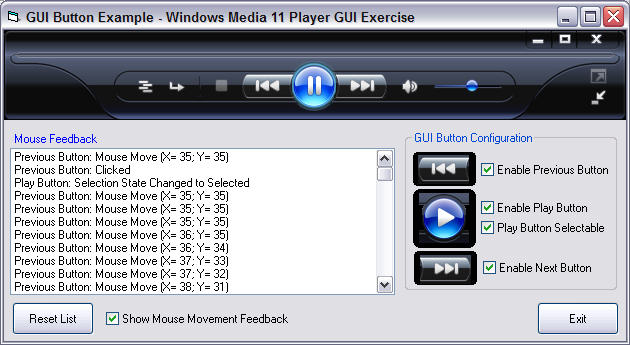 GUI Button Example - Windows Media 11 Player GUI Exercise
Mouse Feedback
Previous Button: Mouse Move (X= 35; Y= 35)
Previous Button: Clicked
Play Button: Selection State Changed to Selected
Previous Button: Mouse Move (X= 35; Y= 35)
Previous Button: Mouse Move (X= 35; Y= 35)
Previous Button: Mouse Move (X= 35; Y= 35)
Previous Button: Mouse Move (X= 36; Y= 35)
Previous Button: Mouse Move (X= 36; Y= 34)
Previous Button: Mouse Move (X= 37; Y= 33)
Previous Button: Mouse Move (X= 37; Y= 32)
Previous Button: Mouse Move (X= 38; Y= 31)
GUI Button Configuration
Enable Previous Button
Enable Play Button
Play Button Selectable
Enable Next Button
Reset List
Show Mouse Movement Feedback
Exit